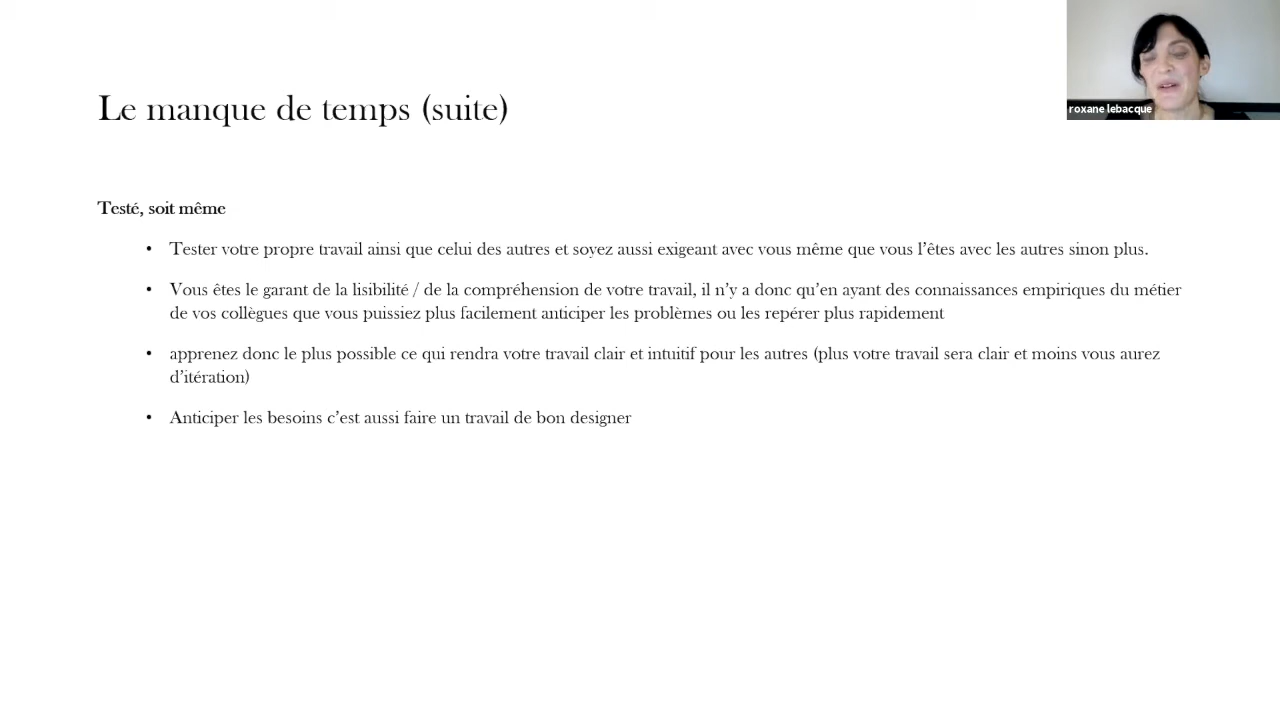 Le manque de temps (suite)
roxane lebacque
Testé, soit même
• Tester votre propre travail ainsi que celui des autres et soyez aussi exigeant avec vous même que vous l’êtes avec les autres sinon plus.
• Vous êtes le garant de la lisibilité / de la compréhension de votre travail, il n’y a donc qu’en ayant des connaissances empiriques du métier
de vos collègues que vous puissiez plus facilement anticiper les problèmes ou les repérer plus rapidement
• apprenez donc le plus possible ce qui rendra votre travail clair et intuitif pour les autres (plus votre travail sera clair et moins vous aurez
d’itération)
• Anticiper les besoins c’est aussi faire un travail de bon designer